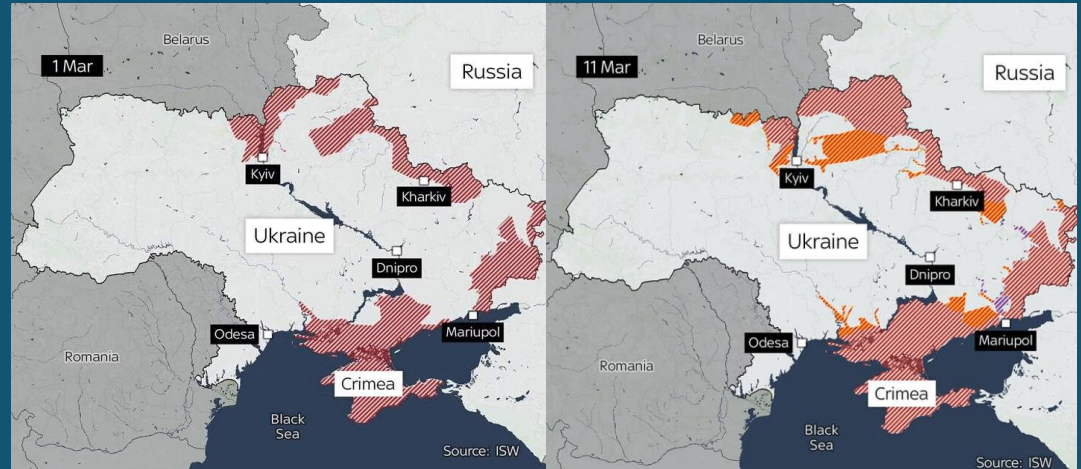 Belarus
1 Mar
Russia
Kyiv
Kharkiv
Ukraine
Dnipro
Odesa
Mariupol
Romania
Crimea
Black
Sea
Source: ISW
Belarus
11 Mar
Russia
Kyiv
Kharkiv
Ukraine
Dnipro
Odesa
Mariupol
Romania
Crimea
Black
Sea
Source: ISW